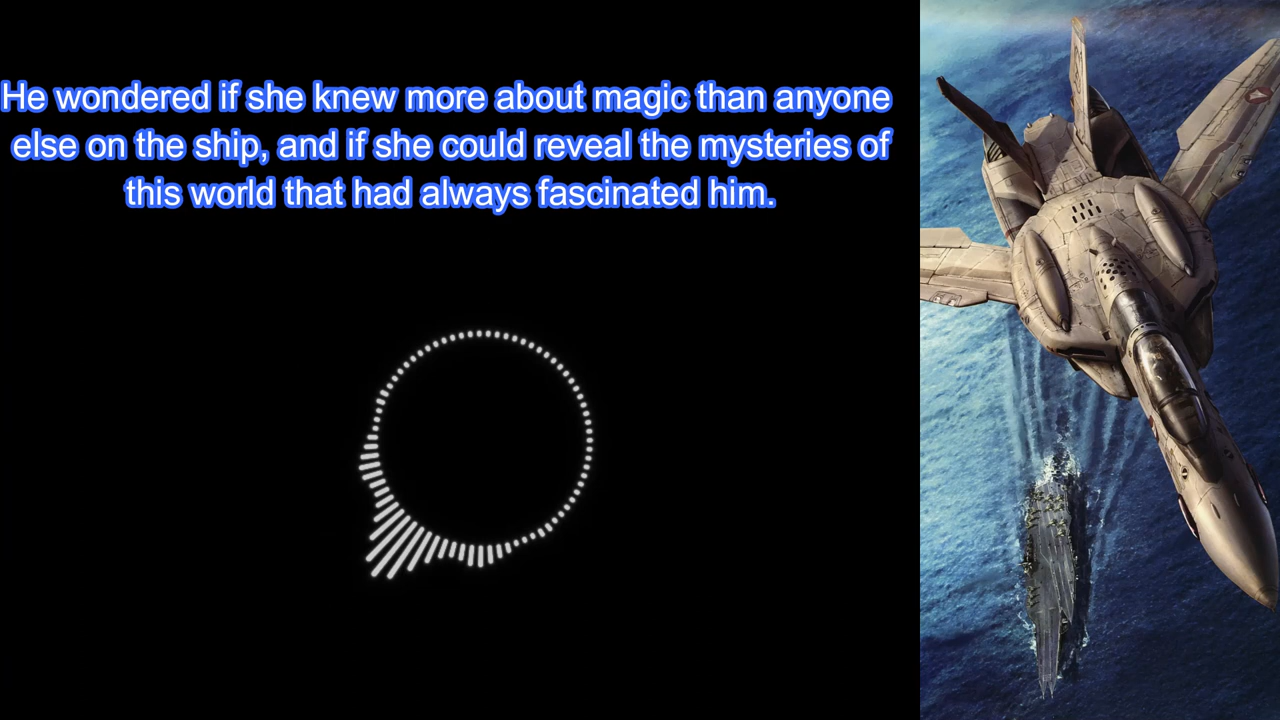 He wondered if she knew more about magic than anyone
else on the ship, and if she could reveal the mysteries of
this world that had always fascinated him.